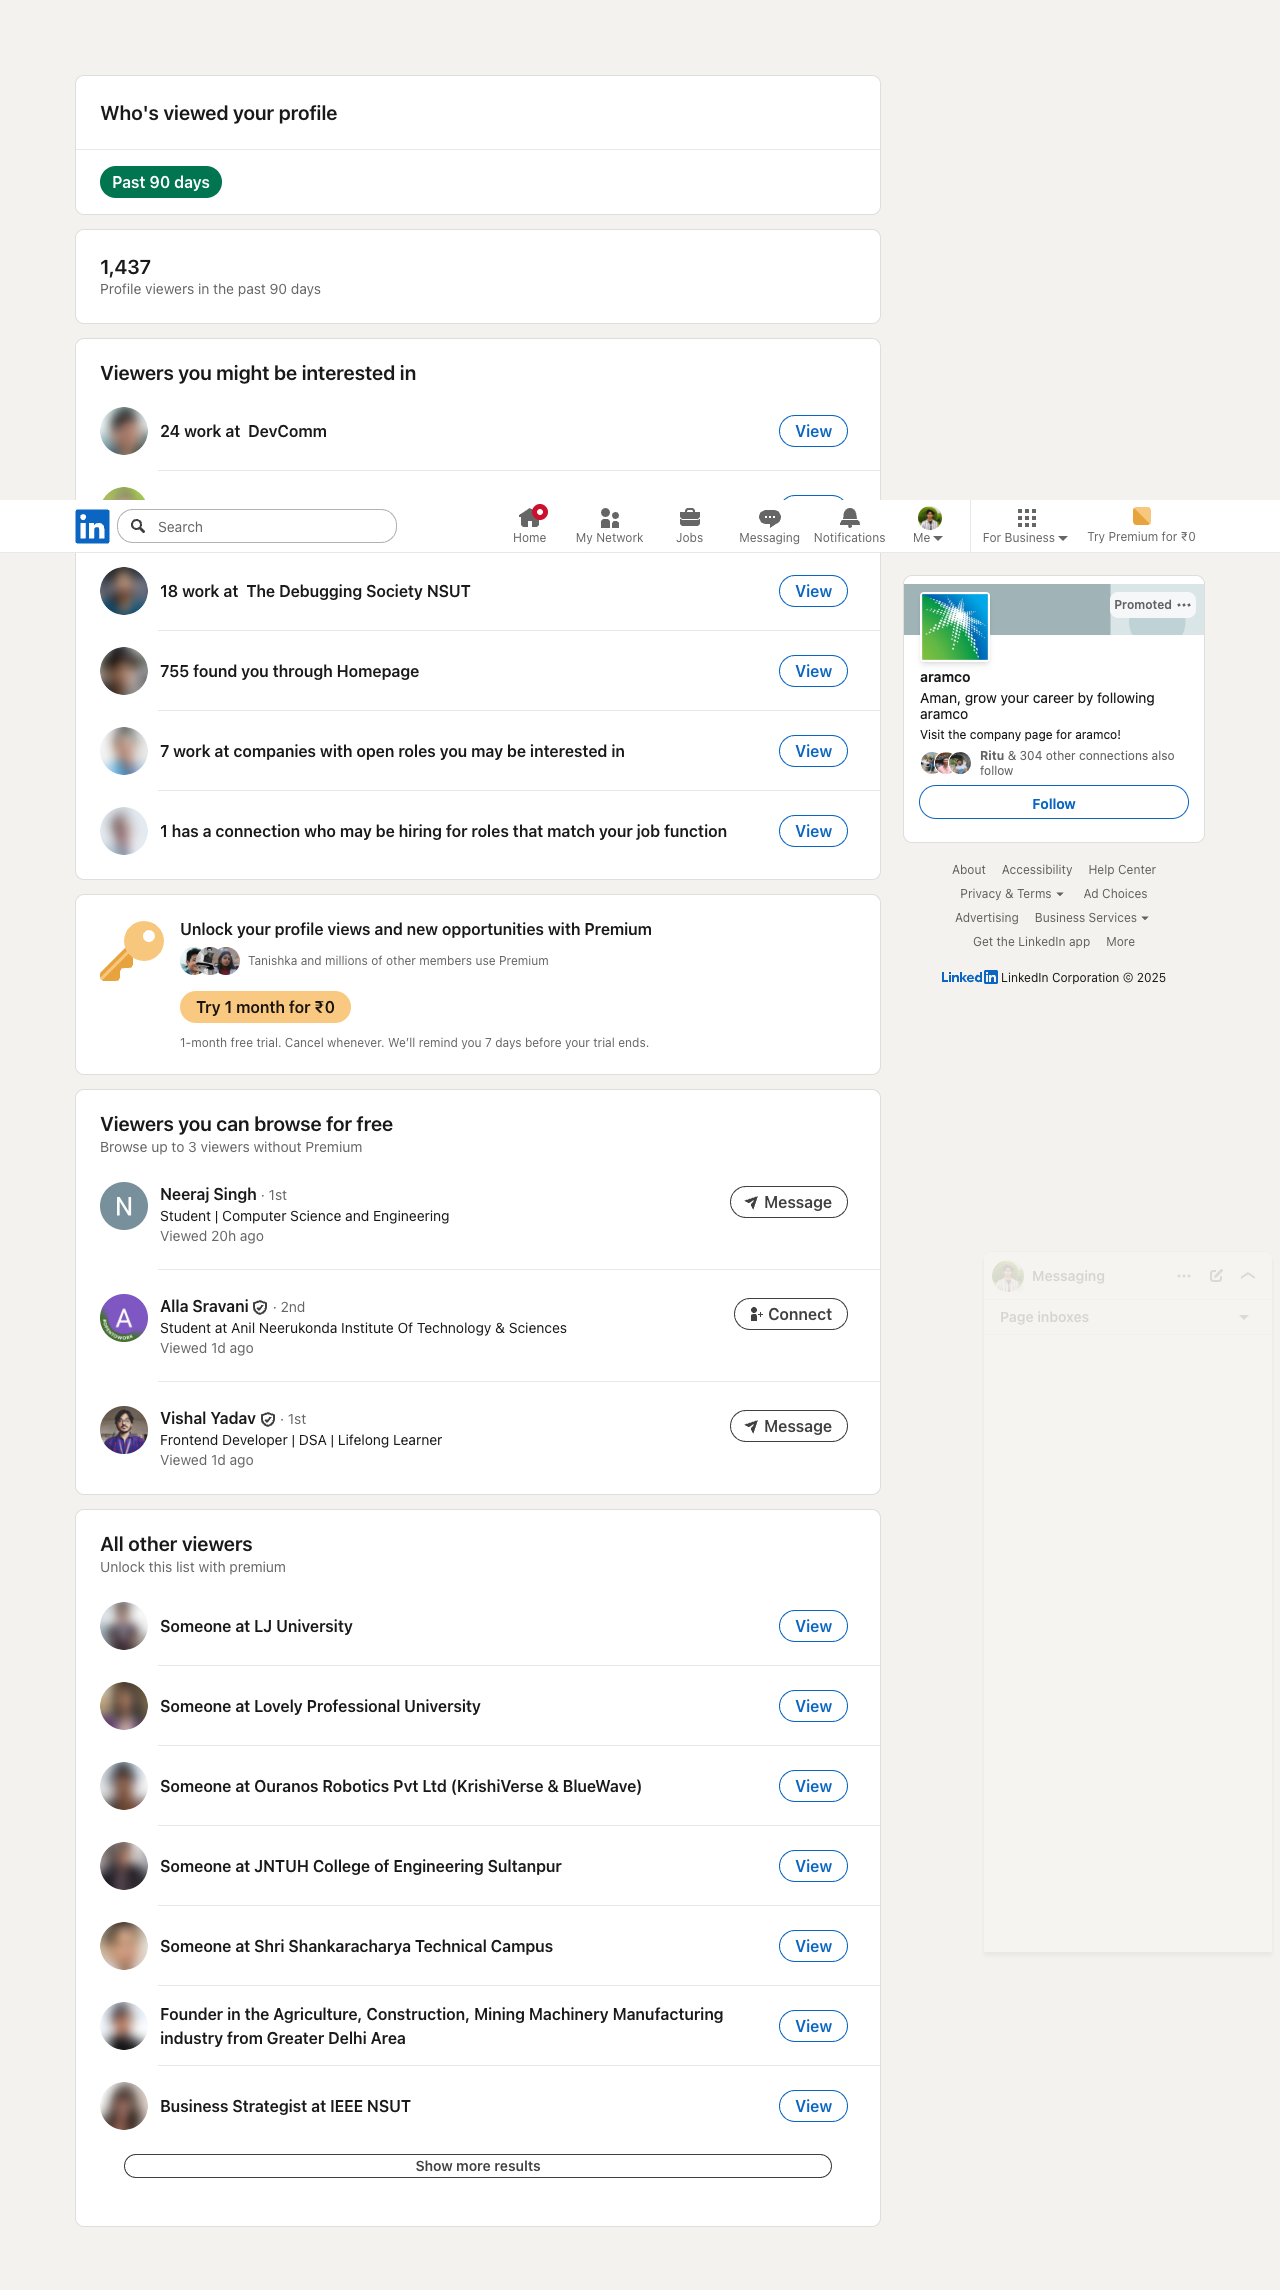 Who's viewed your profile
Past 90 days
1,437
Profile viewers in the past 90 days
Viewers you might be interested in
24 work at DevComm
View
in
Search
Home
My Network
Jobs
Messaging
Notifications
Me
For Business
Try Premium for ₹0
18 work at The Debugging Society NSUT
View
755 found you through Homepage
View
7 work at companies with open roles you may be interested in
View
1 has a connection who may be hiring for roles that match your job function
View
Promoted
aramco
Aman, grow your career by following
aramco
Visit the company page for aramco!
Ritu & 304 other connections also
follow
Follow
About Accessibility Help Center
Privacy & Terms Ad Choices
Advertising Business Services
Get the LinkedIn app More
Linkedin LinkedIn Corporation © 2025
Unlock your profile views and new opportunities with Premium
Tanishka and millions of other members use Premium
Try 1 month for ₹0
1-month free trial. Cancel whenever. We'll remind you 7 days before your trial ends.
Viewers you can browse for free
Browse up to 3 viewers without Premium
N
Neeraj Singh · 1st
Student | Computer Science and Engineering
Viewed 20h ago
Message
A
#OPENTOWORK
Alla Sravani · 2nd
Student at Anil Neerukonda Institute Of Technology & Sciences
Viewed 1d ago
Connect
Vishal Yadav · 1st
Frontend Developer | DSA | Lifelong Learner
Viewed 1d ago
Message
Messaging
Page inboxes
All other viewers
Unlock this list with premium
Someone at LJ University
View
Someone at Lovely Professional University
View
Someone at Ouranos Robotics Pvt Ltd (KrishiVerse & BlueWave)
View
Someone at JNTUH College of Engineering Sultanpur
View
Someone at Shri Shankaracharya Technical Campus
View
Founder in the Agriculture, Construction, Mining Machinery Manufacturing
industry from Greater Delhi Area
View
Business Strategist at IEEE NSUT
View
Show more results